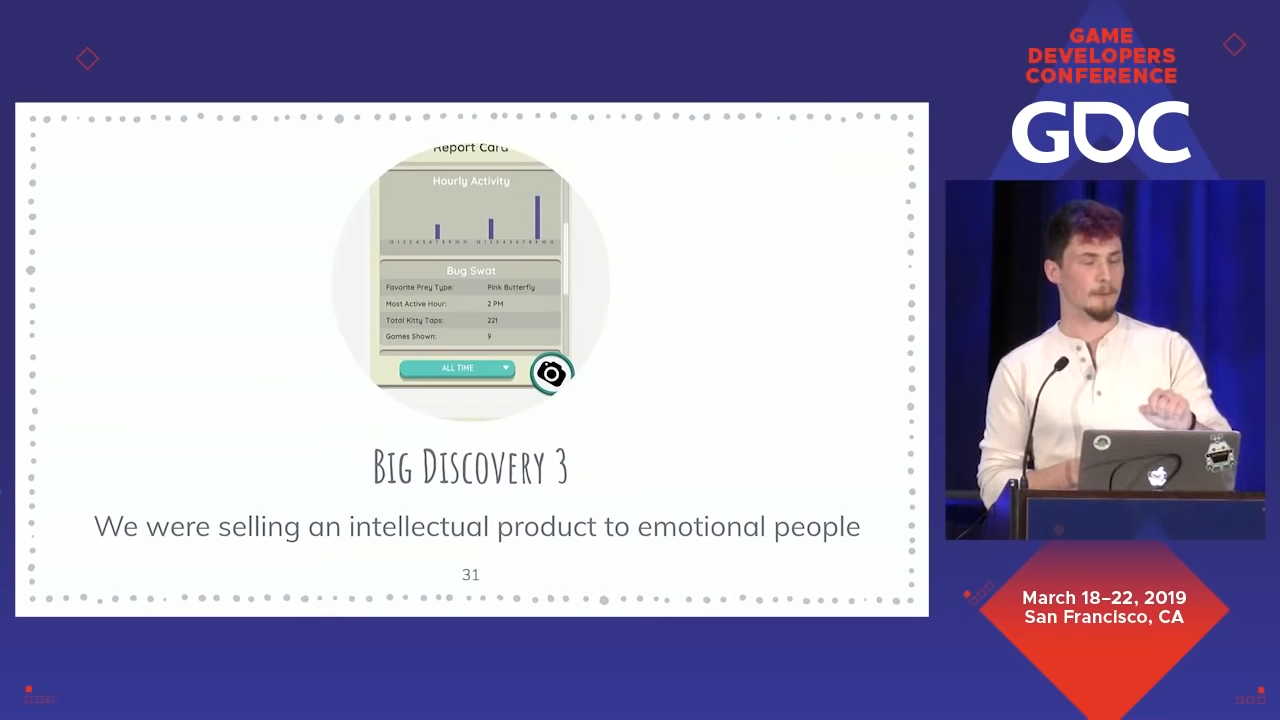 GAME
DEVELOPERS
CONFERENCE
GDC
Report Card
Hourly Activity
Bug Swat
Favorite Prey Type: Pink Butterfly
Most Active Hour: 2 PM
Total Kitty Taps: 221
Games Shown: 9
ALL TIME
BIG DISCOVERY 3
We were selling an intellectual product to emotional people
31
March 18–22, 2019
San Francisco, CA